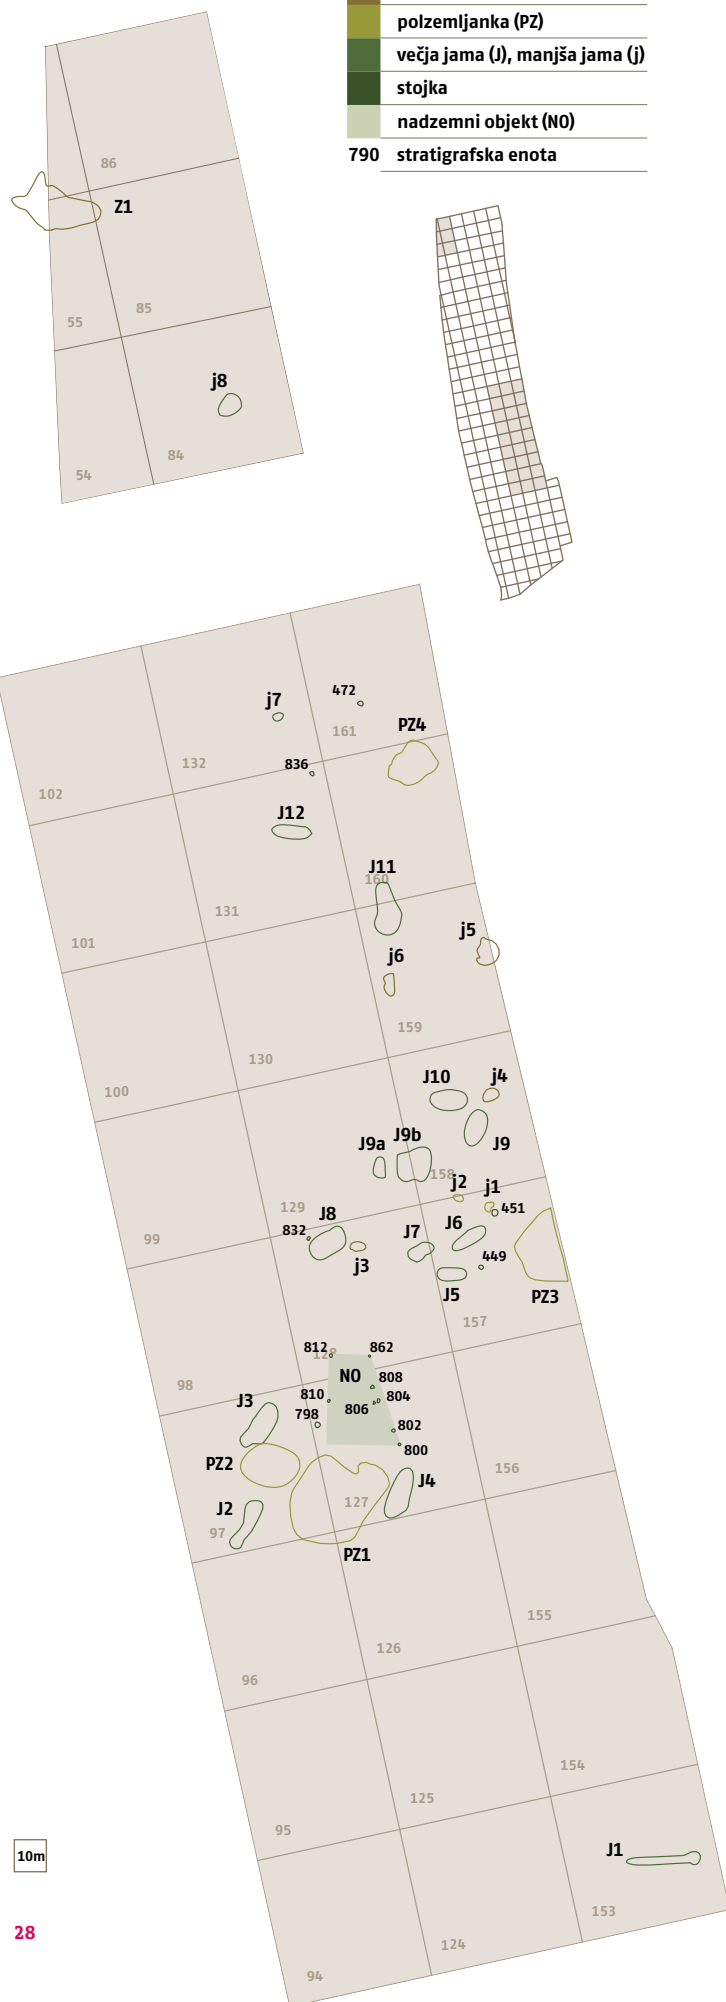 polzemljanka (PZ)
večja jama (J), manjša jama (j)
stojka
nadzemni objekt (NO)
790 stratigrafska enota
86
Z1
85
55
j8
84
54
472
j7
161
PZ4
132
836
102
J12
J11
160
131
j5
101
j6
159
130
J10
j4
100
J9b
J9a
J9
158
j2
j1
129
451
J8
J6
832
J7
99
449
j3
J5
PZ3
157
812
862
128
NO
808
98
810
804
J3
806
798
802
800
PZ2
156
J4
127
J2
97
PZ1
155
126
96
154
125
95
J1
10m
153
28
124
94